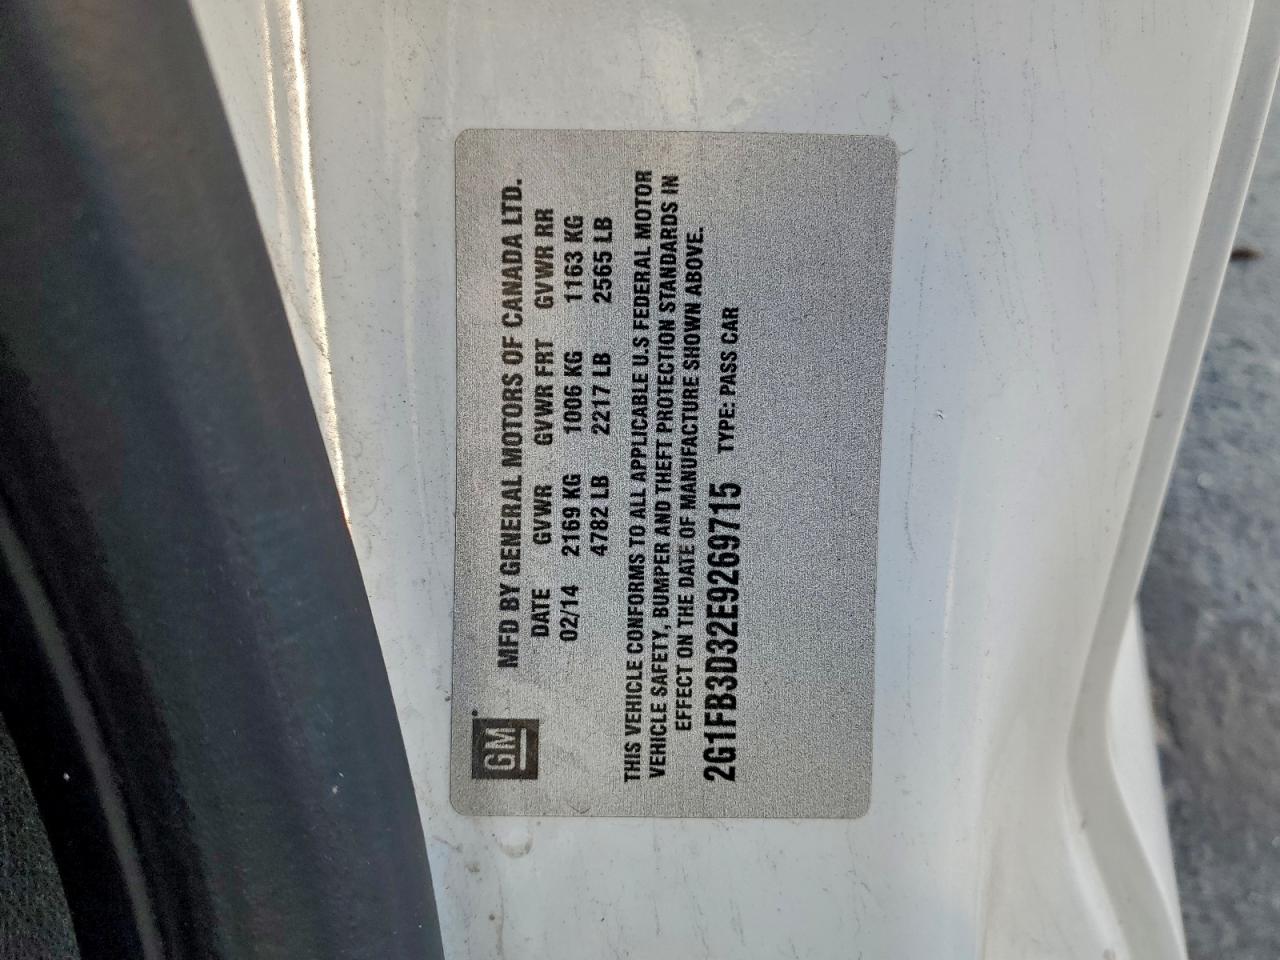 GM
MFD BY GENERAL MOTORS OF CANADA LTD.
DATE GVWR GVWR FRT GVWR RR
02/14 2169 KG 1006 KG 1163 KG
4782 LB 2217 LB 2565 LB
THIS VEHICLE CONFORMS TO ALL APPLICABLE U.S FEDERAL MOTOR
VEHICLE SAFETY, BUMPER AND THEFT PROTECTION STANDARDS IN
EFFECT ON THE DATE OF MANUFACTURE SHOWN ABOVE.
2G1FB3D32E9269715 TYPE: PASS CAR